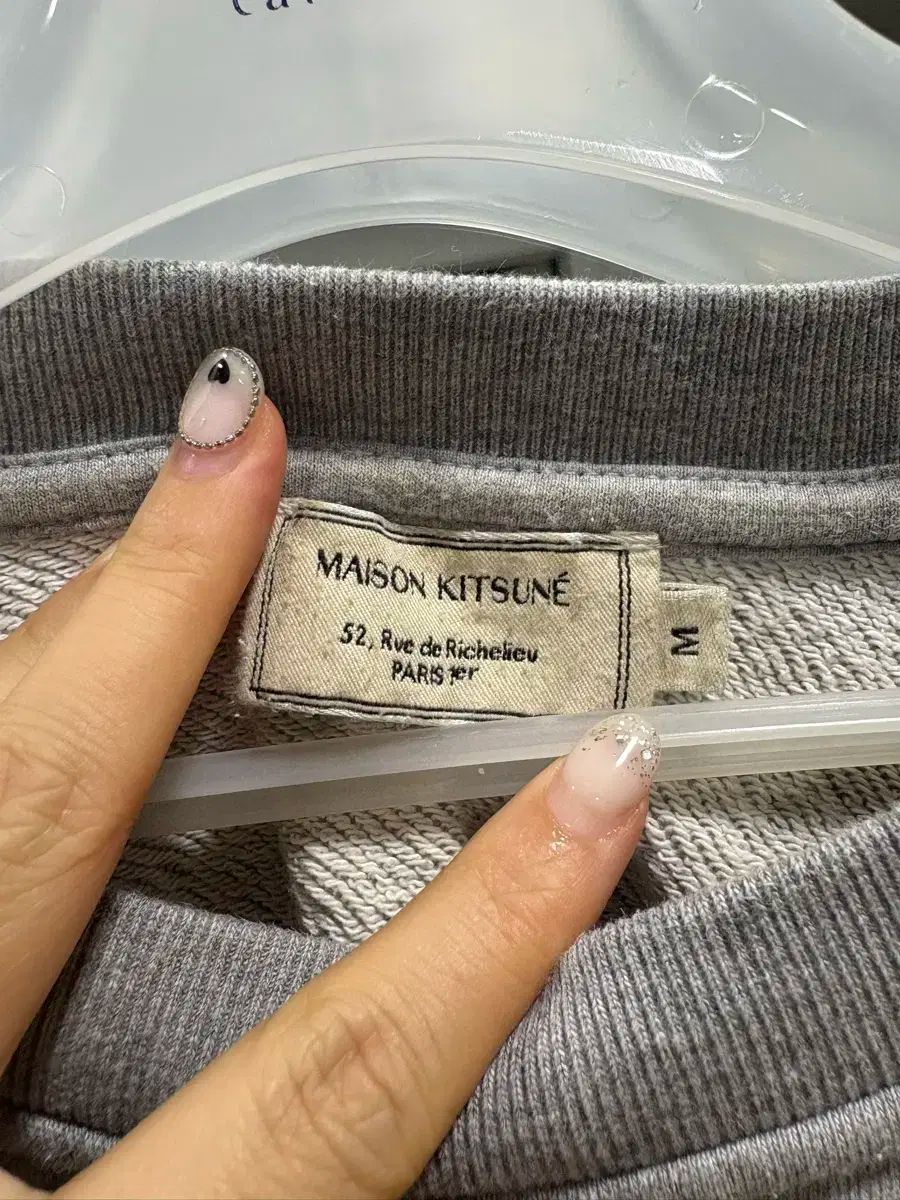 MAISON KITSUNÉ
52, Rue de Richelieu
PARIS 1er
M